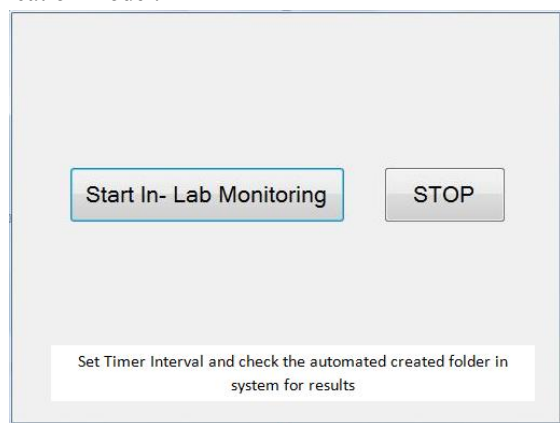 Start In- Lab Monitoring
STOP
Set Timer Interval and check the automated created folder in
system for results